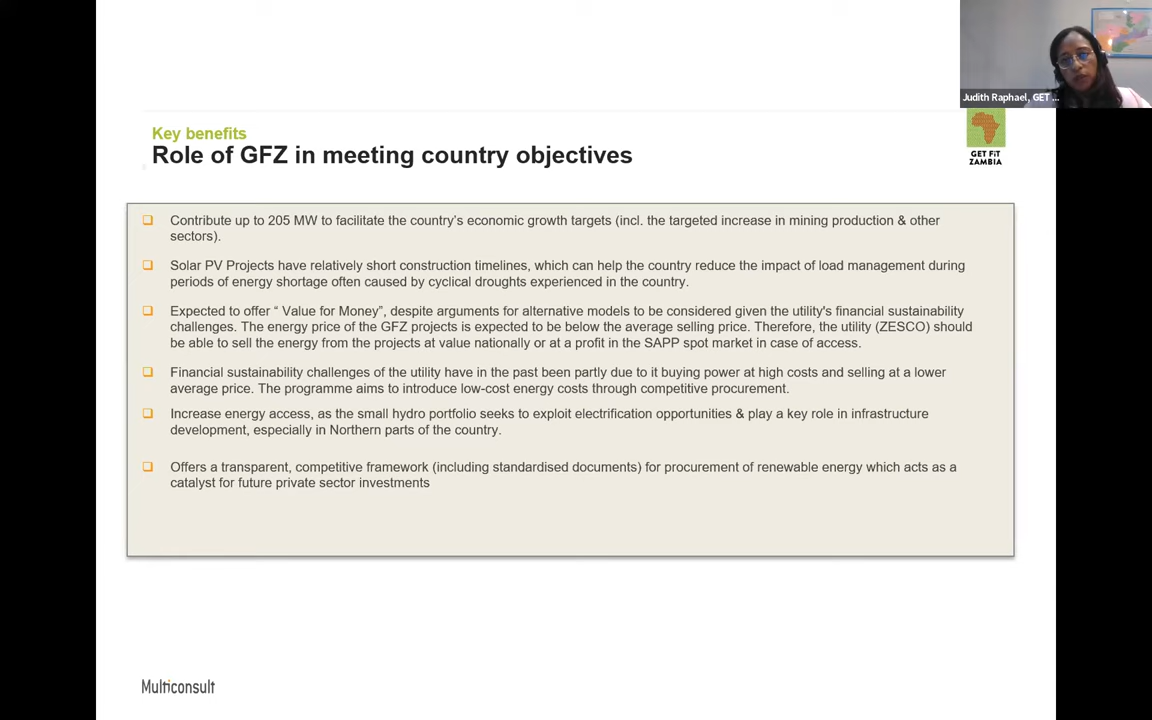 Judith Raphael, GET ...
Key benefits
Role of GFZ in meeting country objectives
GET FiT
ZAMBIA
Contribute up to 205 MW to facilitate the country's economic growth targets (incl. the targeted increase in mining production & other
sectors).
Solar PV Projects have relatively short construction timelines, which can help the country reduce the impact of load management during
periods of energy shortage often caused by cyclical droughts experienced in the country.
Expected to offer “ Value for Money”, despite arguments for alternative models to be considered given the utility's financial sustainability
challenges. The energy price of the GFZ projects is expected to be below the average selling price. Therefore, the utility (ZESCO) should
be able to sell the energy from the projects at value nationally or at a profit in the SAPP spot market in case of access.
Financial sustainability challenges of the utility have in the past been partly due to it buying power at high costs and selling at a lower
average price. The programme aims to introduce low-cost energy costs through competitive procurement.
Increase energy access, as the small hydro portfolio seeks to exploit electrification opportunities & play a key role in infrastructure
development, especially in Northern parts of the country.
Offers a transparent, competitive framework (including standardised documents) for procurement of renewable energy which acts as a
catalyst for future private sector investments
Multiconsult